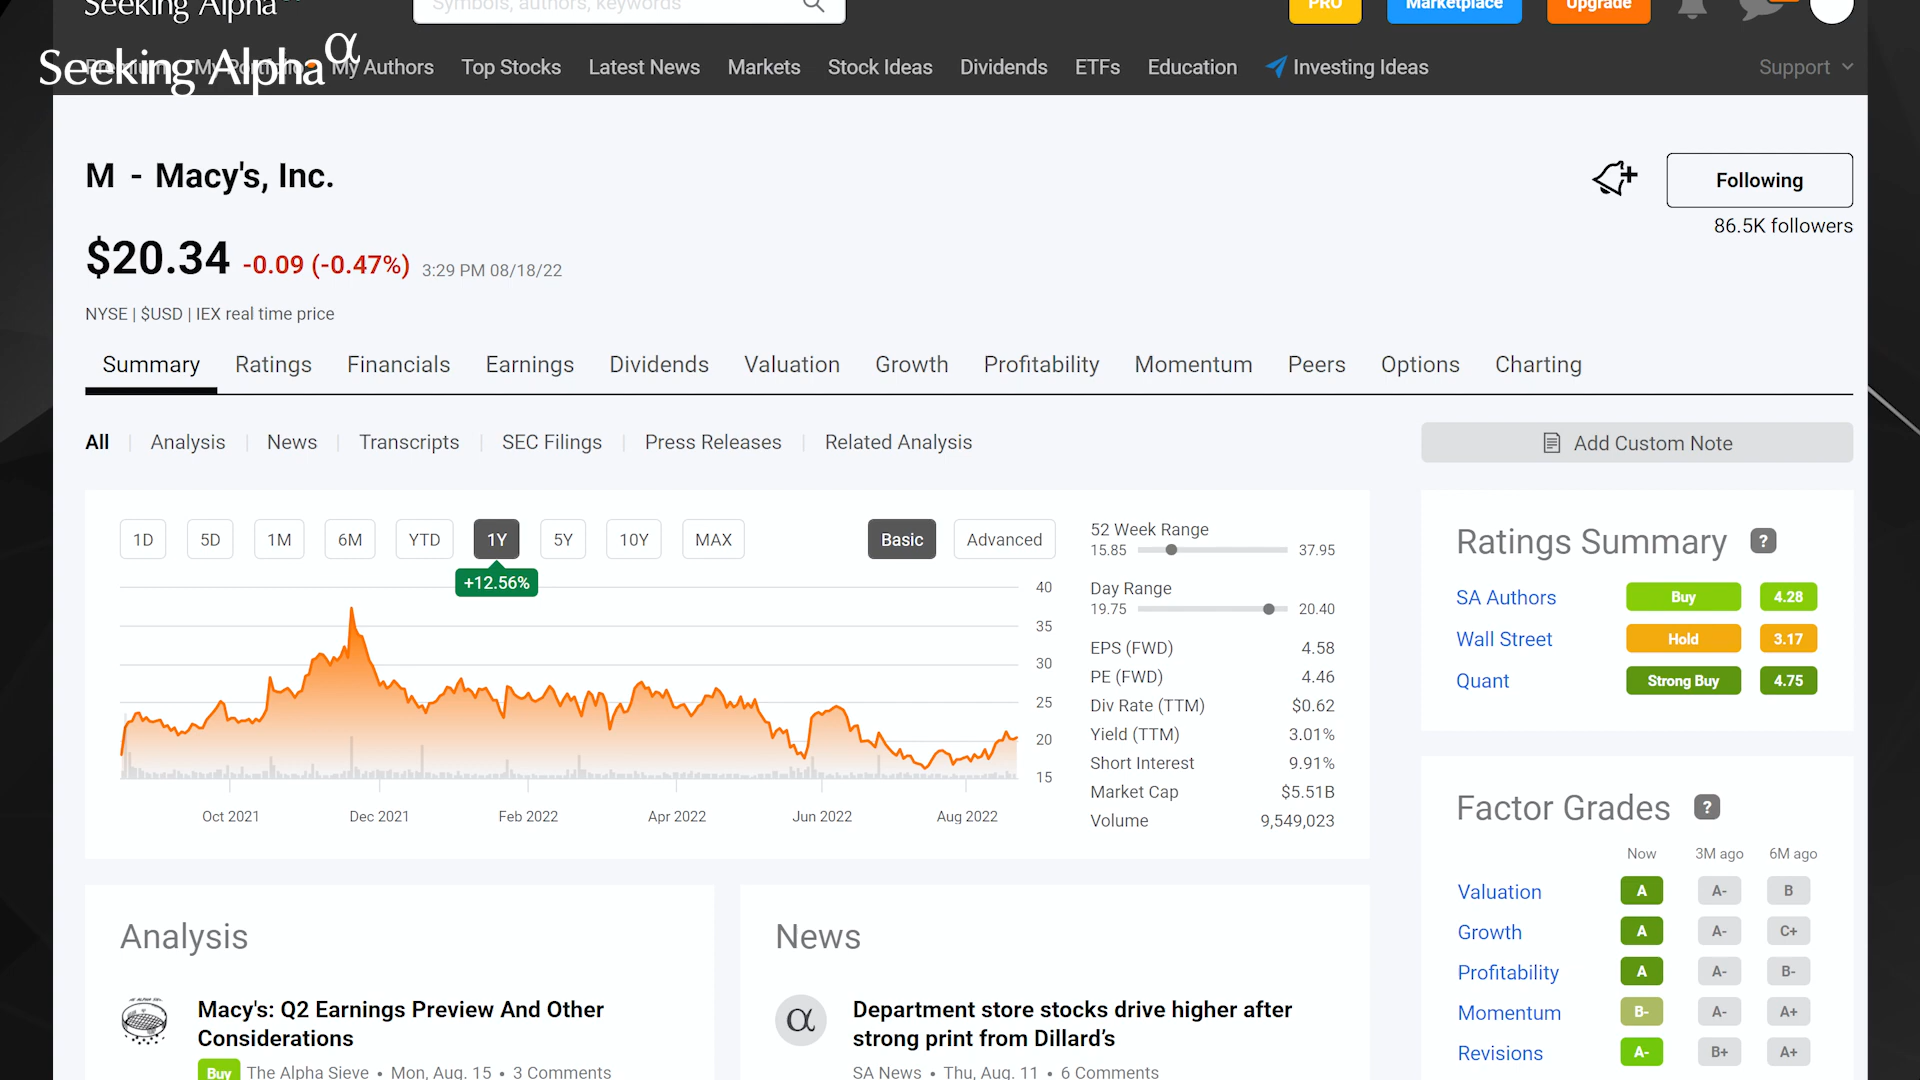 Seeking Alpha
Symbols, authors, keywords
PRO
Marketplace
Upgrade
Seeking Alpha α
Premium My Portfolio My Authors Top Stocks Latest News Markets Stock Ideas Dividends ETFs Education Investing Ideas Support
M - Macy's, Inc.
Following
86.5K followers
$20.34 -0.09 (-0.47%) 3:29 PM 08/18/22
NYSE | $USD | IEX real time price
Summary Ratings Financials Earnings Dividends Valuation Growth Profitability Momentum Peers Options Charting
All | Analysis | News | Transcripts | SEC Filings | Press Releases | Related Analysis
Add Custom Note
1D 5D 1M 6M YTD 1Y 5Y 10Y MAX Basic Advanced
+12.56%
40
35
30
25
20
15
Oct 2021 Dec 2021 Feb 2022 Apr 2022 Jun 2022 Aug 2022
52 Week Range
15.85 37.95
Day Range
19.75 20.40
EPS (FWD) 4.58
PE (FWD) 4.46
Div Rate (TTM) $0.62
Yield (TTM) 3.01%
Short Interest 9.91%
Market Cap $5.51B
Volume 9,549,023
Ratings Summary ?
SA Authors Buy 4.28
Wall Street Hold 3.17
Quant Strong Buy 4.75
Factor Grades ?
Now 3M ago 6M ago
Valuation A A- B
Growth A A- C+
Profitability A A- B-
Momentum B- A- A+
Revisions A- B+ A+
Analysis
Macy's: Q2 Earnings Preview And Other
Considerations
Buy The Alpha Sieve • Mon, Aug. 15 • 3 Comments
News
α
Department store stocks drive higher after
strong print from Dillard’s
SA News • Thu, Aug. 11 • 6 Comments